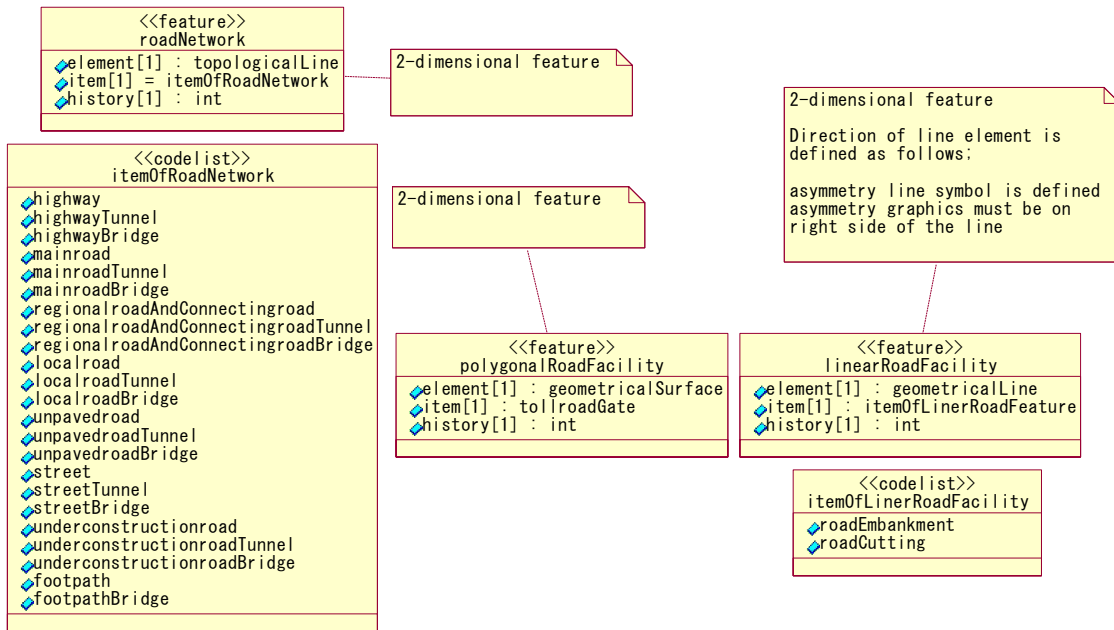 <<feature>>
roadNetwork
element[1] : topologicalLine
item[1] = itemOfRoadNetwork
history[1] : int
2-dimensional feature
<<codelist>>
itemOfRoadNetwork
highway
highwayTunnel
highwayBridge
mainroad
mainroadTunnel
mainroadBridge
regionalroadAndConnectingroad
regionalroadAndConnectingroadTunnel
regionalroadAndConnectingroadBridge
localroad
localroadTunnel
localroadBridge
unpavedroad
unpavedroadTunnel
unpavedroadBridge
street
streetTunnel
streetBridge
underconstructionroad
underconstructionroadTunnel
underconstructionroadBridge
footpath
footpathBridge
2-dimensional feature
<<feature>>
polygonalRoadFacility
element[1] : geometricalSurface
item[1] : tollroadGate
history[1] : int
2-dimensional feature
Direction of line element is
defined as follows;
asymmetry line symbol is defined
asymmetry graphics must be on
right side of the line
<<feature>>
linearRoadFacility
element[1] : geometricalLine
item[1] : itemOfLinerRoadFeature
history[1] : int
<<codelist>>
itemOfLinerRoadFacility
roadEmbankment
roadCutting